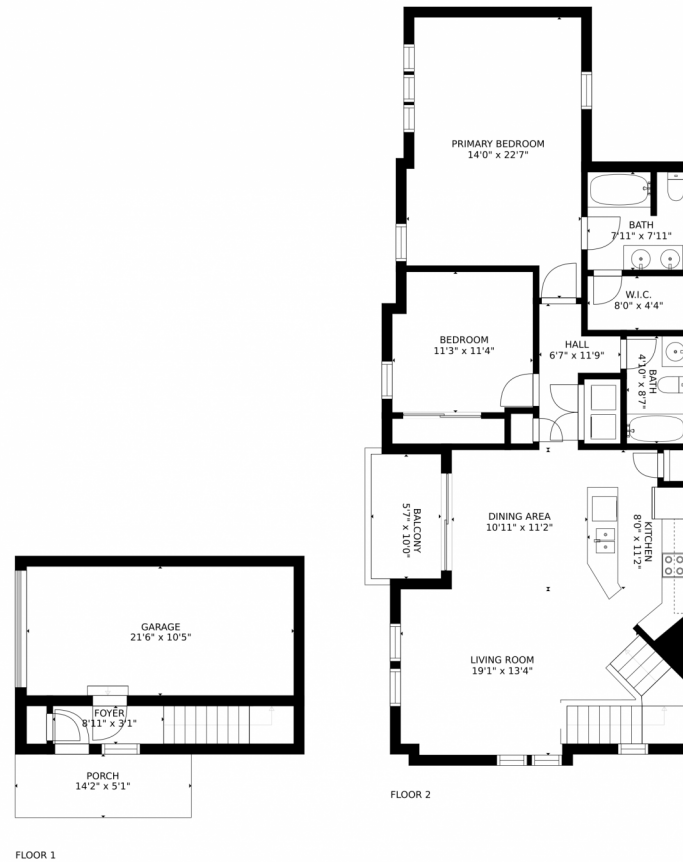 PRIMARY BEDROOM
14'0" x 22'7"
BATH
7'11" x 7'11"
W.I.C.
8'0" x 4'4"
BEDROOM
11'3" x 11'4"
HALL
6'7" x 11'9"
BATH
4'10" x 8'7"
BALCONY
5'7" x 10'0"
DINING AREA
10'11" x 11'2"
KITCHEN
8'0" x 11'2"
GARAGE
21'6" x 10'5"
LIVING ROOM
19'1" x 13'4"
FOYER
8'11" x 3'1"
PORCH
14'2" x 5'1"
FLOOR 2
FLOOR 1